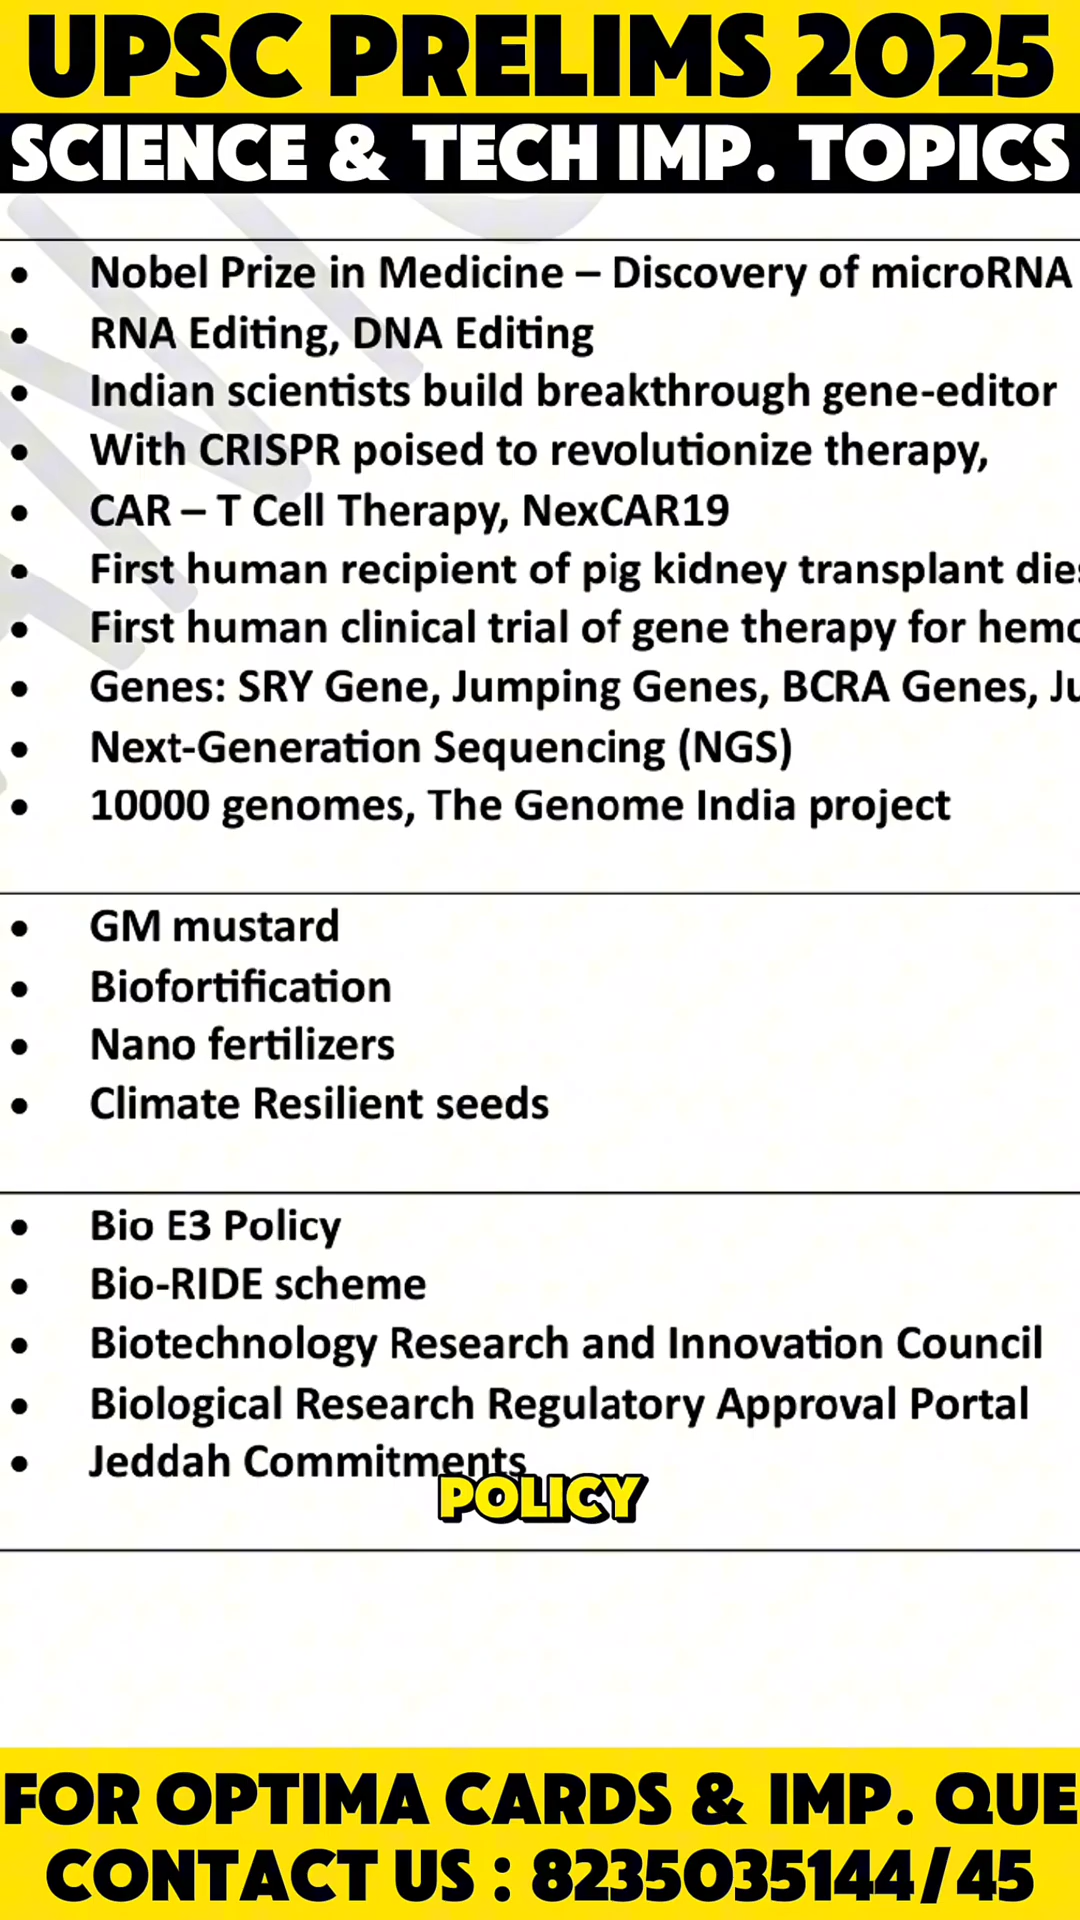 UPSC PRELIMS 2025
SCIENCE & TECH IMP. TOPICS
• Nobel Prize in Medicine – Discovery of microRNA
• RNA Editing, DNA Editing
• Indian scientists build breakthrough gene-editor
• With CRISPR poised to revolutionize therapy,
• CAR – T Cell Therapy, NexCAR19
• First human recipient of pig kidney transplant
• First human clinical trial of gene therapy for
• Genes: SRY Gene, Jumping Genes, BCRA Genes,
• Next-Generation Sequencing (NGS)
• 10000 genomes, The Genome India project
• GM mustard
• Biofortification
• Nano fertilizers
• Climate Resilient seeds
• Bio E3 Policy
• Bio-RIDE scheme
• Biotechnology Research and Innovation Council
• Biological Research Regulatory Approval Portal
• Jeddah Commitments
POLICY
FOR OPTIMA CARDS & IMP. QUE
CONTACT US : 8235035144/45